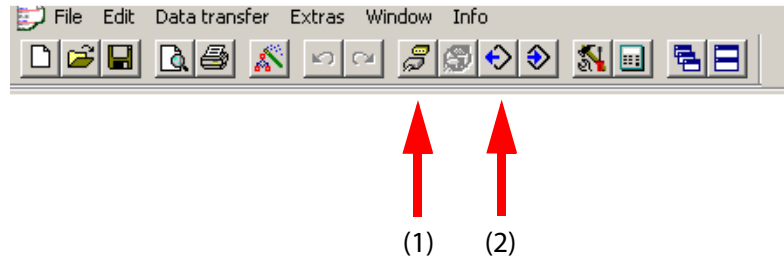 File Edit Data transfer Extras Window Info
(1) (2)